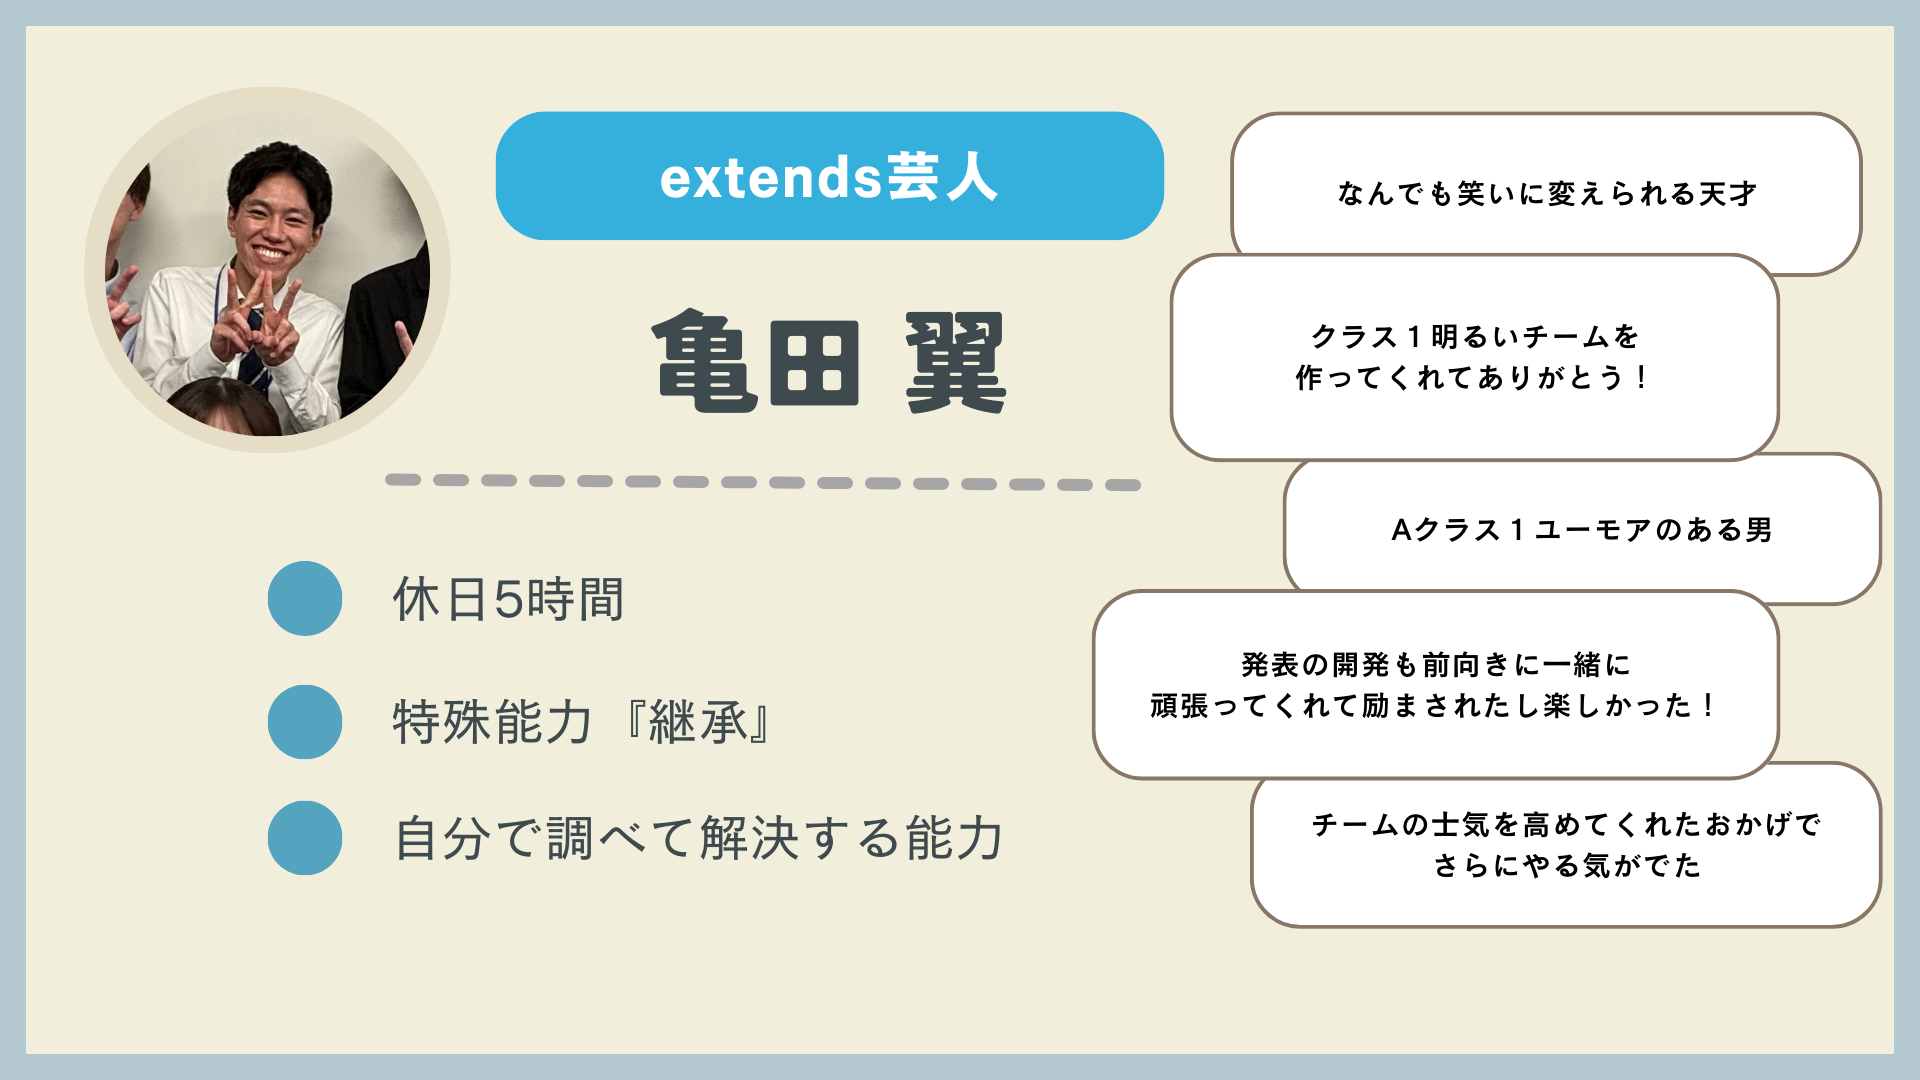 extends芸人
亀田 翼
休日5時間
特殊能力『継承』
自分で調べて解決する能力
なんでも笑いに変えられる天才
クラス1明るいチームを
作ってくれてありがとう！
Aクラス1ユーモアのある男
発表の開発も前向きに一緒に
頑張ってくれて励まされたし楽しかった！
チームの士気を高めてくれたおかげで
さらにやる気がでた